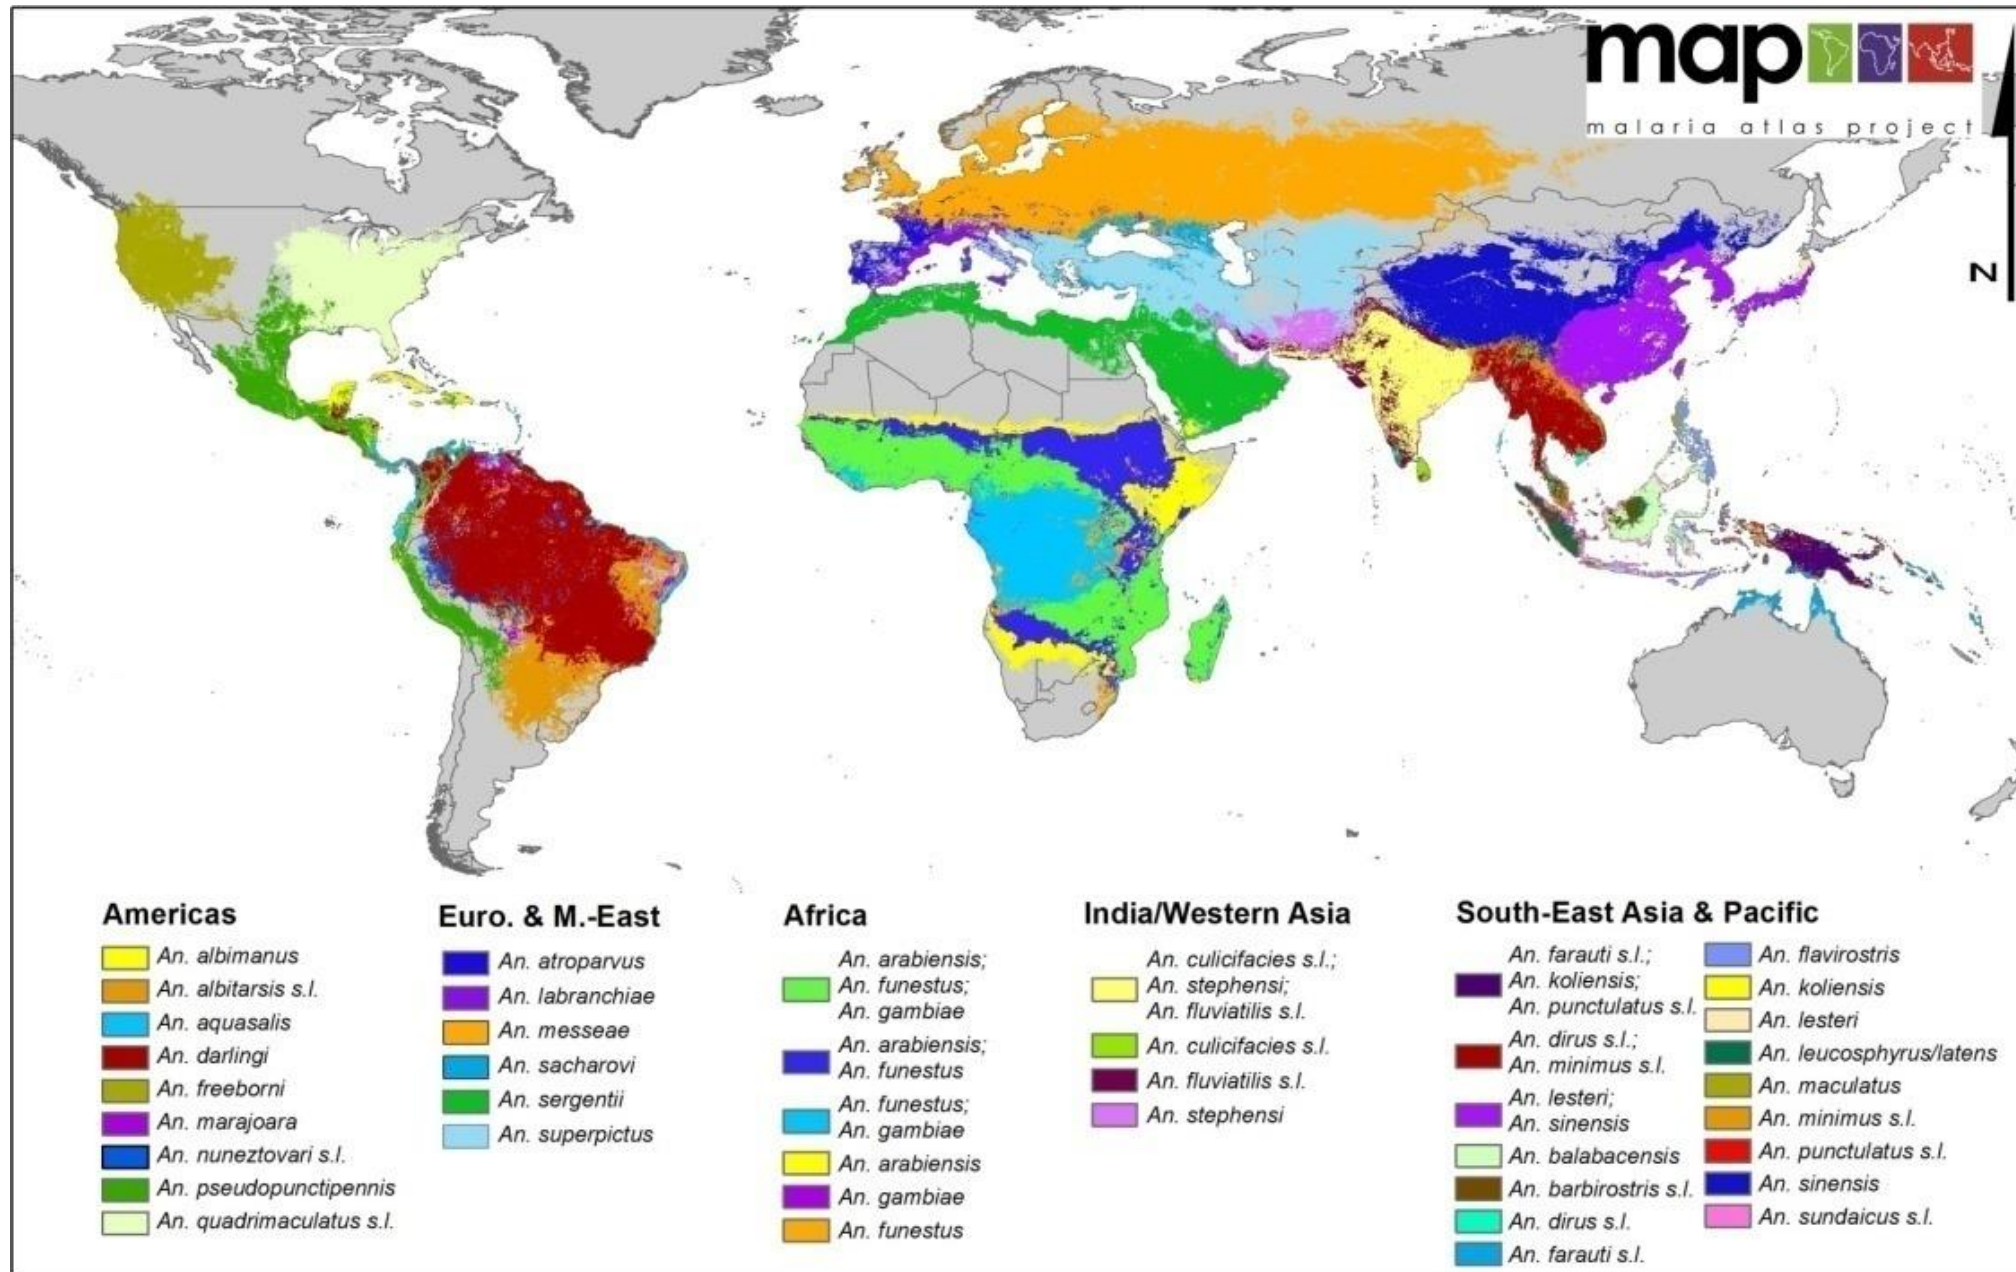 map
malaria atlas project
N
Americas
An. albimanus
An. albitarsis s.l.
An. aquasalis
An. darlingi
An. freeborni
An. marajoara
An. nuneztovari s.l.
An. pseudopunctipennis
An. quadrimaculatus s.l.
Euro. & M.-East
An. atroparvus
An. labranchiae
An. messeae
An. sacharovi
An. sergentii
An. superpictus
Africa
An. arabiensis;
An. funestus;
An. gambiae
An. arabiensis;
An. funestus
An. funestus;
An. gambiae
An. arabiensis
An. gambiae
An. funestus
India/Western Asia
An. culicifacies s.l.;
An. stephensi;
An. fluviatilis s.l.
An. culicifacies s.l.
An. fluviatilis s.l.
An. stephensi
South-East Asia & Pacific
An. farauti s.l.;
An. koliensis;
An. punctulatus s.l.
An. dirus s.l.;
An. minimus s.l.
An. lesteri;
An. sinensis
An. balabacensis
An. barbirostris s.l.
An. dirus s.l.
An. farauti s.l.
An. flavirostris
An. koliensis
An. lesteri
An. leucosphyrus/latens
An. maculatus
An. minimus s.l.
An. punctulatus s.l.
An. sinensis
An. sundaicus s.l.